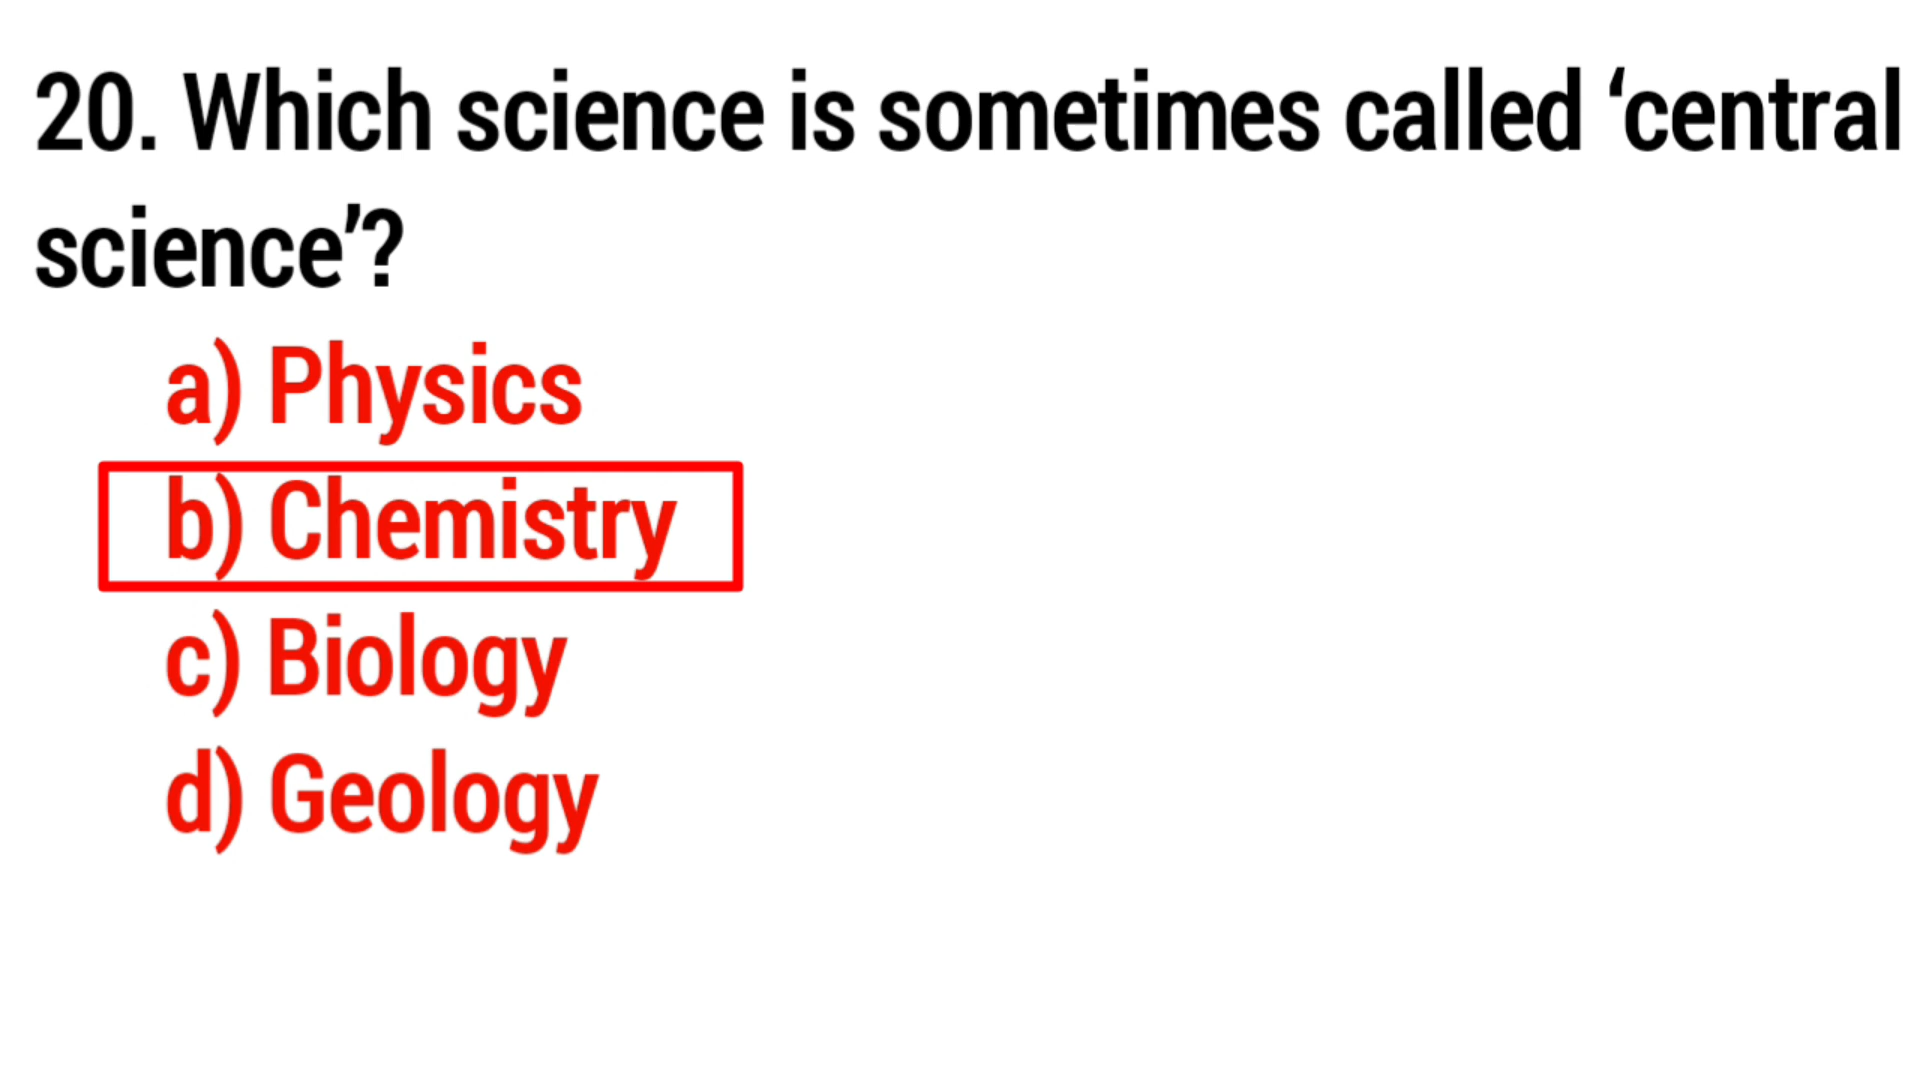 20. Which science is sometimes called ‘central
science’?
a) Physics
b) Chemistry
c) Biology
d) Geology